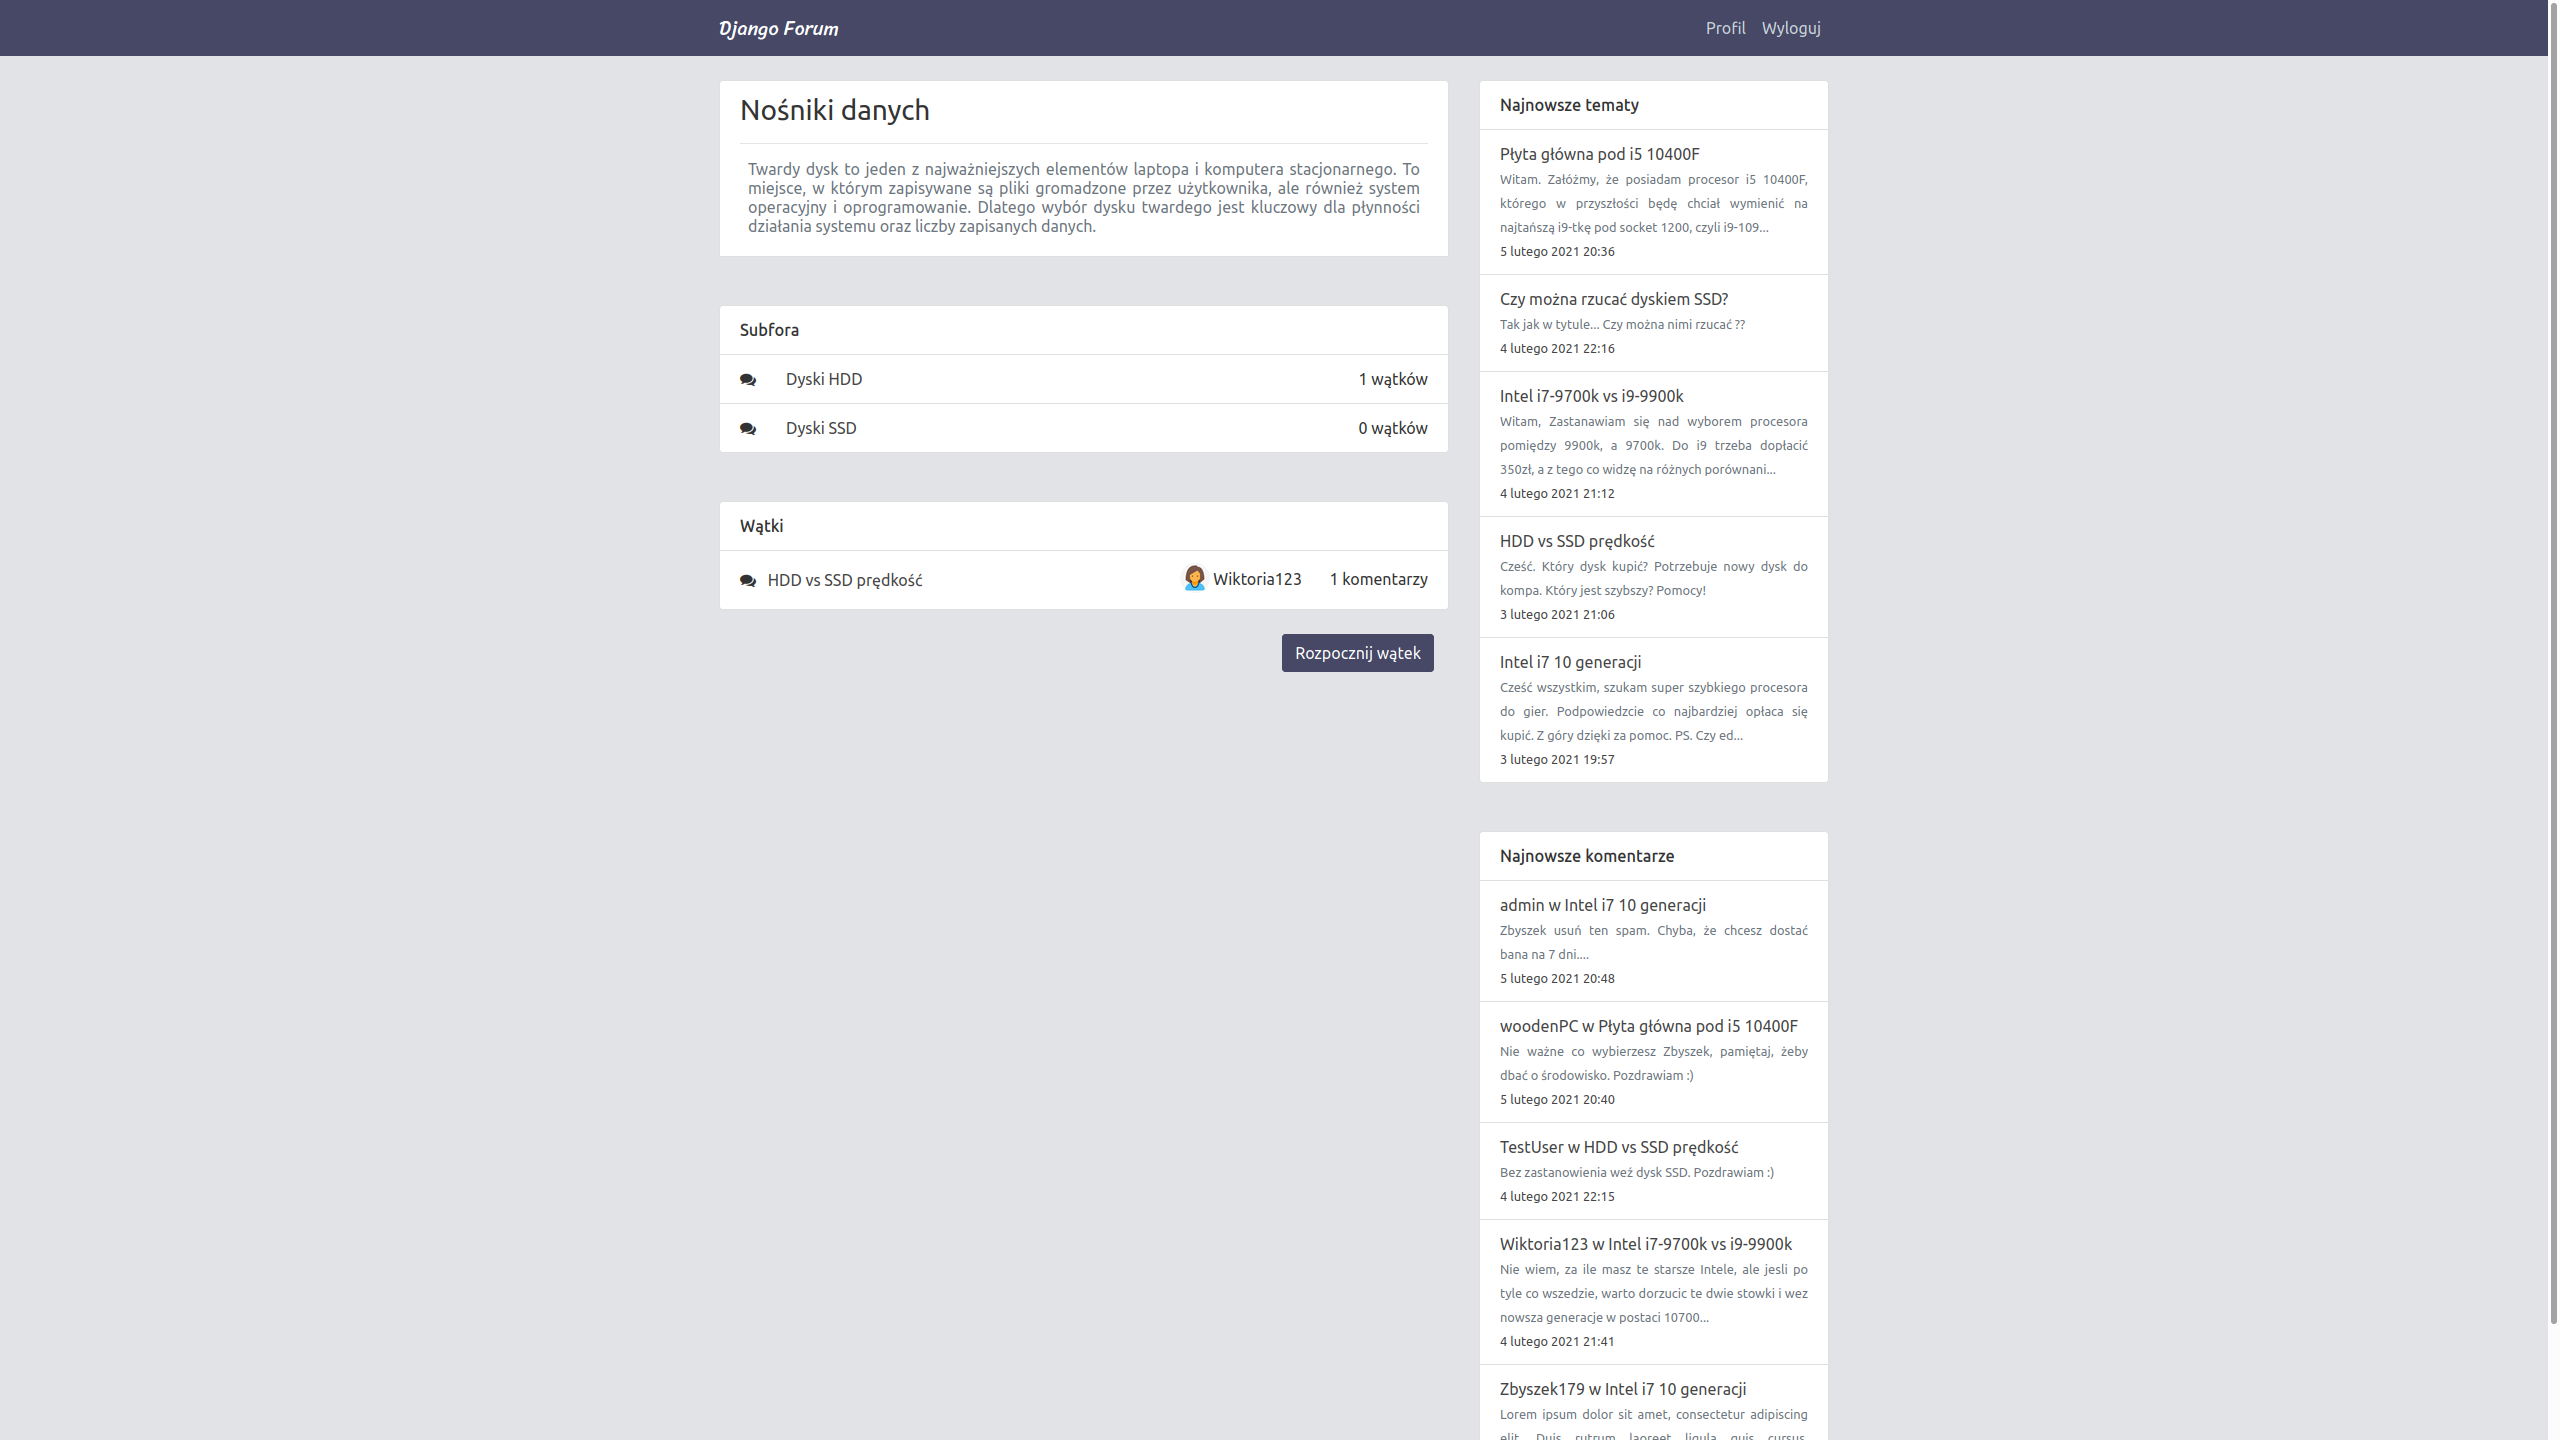 Django Forum
Profil Wyloguj
Nośniki danych
Twardy dysk to jeden z najważniejszych elementów laptopa i komputera stacjonarnego. To
miejsce, w którym zapisywane są pliki gromadzone przez użytkownika, ale również system
operacyjny i oprogramowanie. Dlatego wybór dysku twardego jest kluczowy dla płynności
działania systemu oraz liczby zapisanych danych.
Subfora
Dyski HDD 1 wątków
Dyski SSD 0 wątków
Wątki
HDD vs SSD prędkość Wiktoria123 1 komentarzy
Rozpocznij wątek
Najnowsze tematy
Płyta główna pod i5 10400F
Witam. Załóżmy, że posiadam procesor i5 10400F,
którego w przyszłości będę chciał wymienić na
najtańszą i9-tkę pod socket 1200, czyli i9-109...
5 lutego 2021 20:36
Czy można rzucać dyskiem SSD?
Tak jak w tytule... Czy można nimi rzucać ??
4 lutego 2021 22:16
Intel i7-9700k vs i9-9900k
Witam, Zastanawiam się nad wyborem procesora
pomiędzy 9900k, a 9700k. Do i9 trzeba dopłacić
350zł, a z tego co widzę na różnych porównani...
4 lutego 2021 21:12
HDD vs SSD prędkość
Cześć. Który dysk kupić? Potrzebuje nowy dysk do
kompa. Który jest szybszy? Pomocy!
3 lutego 2021 21:06
Intel i7 10 generacji
Cześć wszystkim, szukam super szybkiego procesora
do gier. Podpowiedzcie co najbardziej opłaca się
kupić. Z góry dzięki za pomoc. PS. Czy ed...
3 lutego 2021 19:57
Najnowsze komentarze
admin w Intel i7 10 generacji
Zbyszek usuń ten spam. Chyba, że chcesz dostać
bana na 7 dni....
5 lutego 2021 20:48
woodenPC w Płyta główna pod i5 10400F
Nie ważne co wybierzesz Zbyszek, pamiętaj, żeby
dbać o środowisko. Pozdrawiam :)
5 lutego 2021 20:40
TestUser w HDD vs SSD prędkość
Bez zastanowienia weź dysk SSD. Pozdrawiam :)
4 lutego 2021 22:15
Wiktoria123 w Intel i7-9700k vs i9-9900k
Nie wiem, za ile masz te starsze Intele, ale jesli po
tyle co wszedzie, warto dorzucic te dwie stowki i wez
nowsza generacje w postaci 10700...
4 lutego 2021 21:41
Zbyszek179 w Intel i7 10 generacji
Lorem ipsum dolor sit amet, consectetur adipiscing
elit. Duis rutrum laoreet ligula quis cursus.